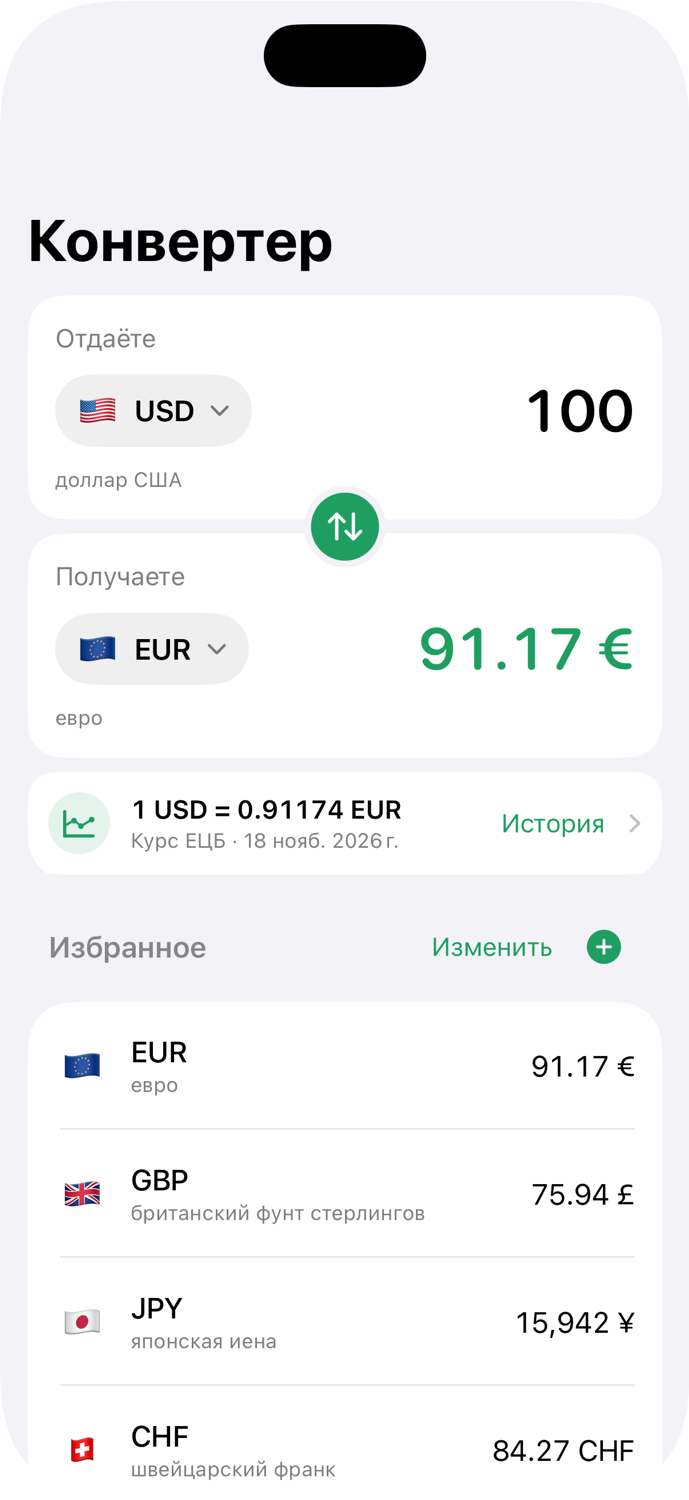 Конвертер
Отдаёте
USD
100
доллар США
Получаете
EUR
91.17 €
евро
1 USD = 0.91174 EUR
Курс ЕЦБ · 18 нояб. 2026 г.
История
Избранное
Изменить
EUR
евро
91.17 €
GBP
британский фунт стерлингов
75.94 £
JPY
японская иена
15,942 ¥
CHF
швейцарский франк
84.27 CHF